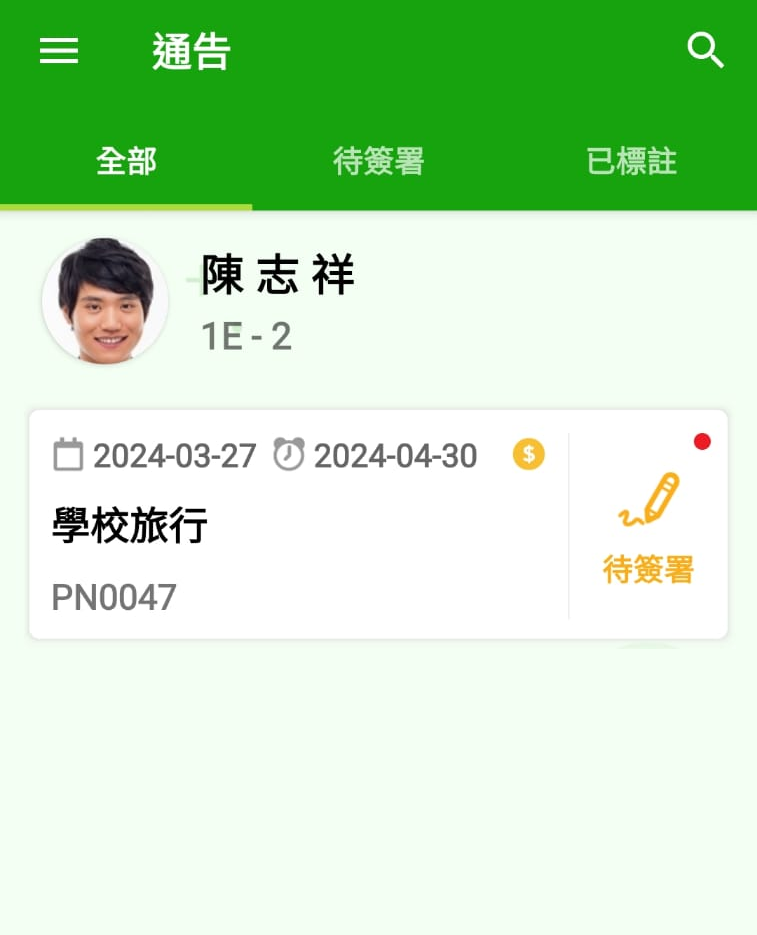 通告
全部 待簽署 已標註
陳 志 祥
1E - 2
2024-03-27 2024-04-30 $
學校旅行
PN0047
待簽署